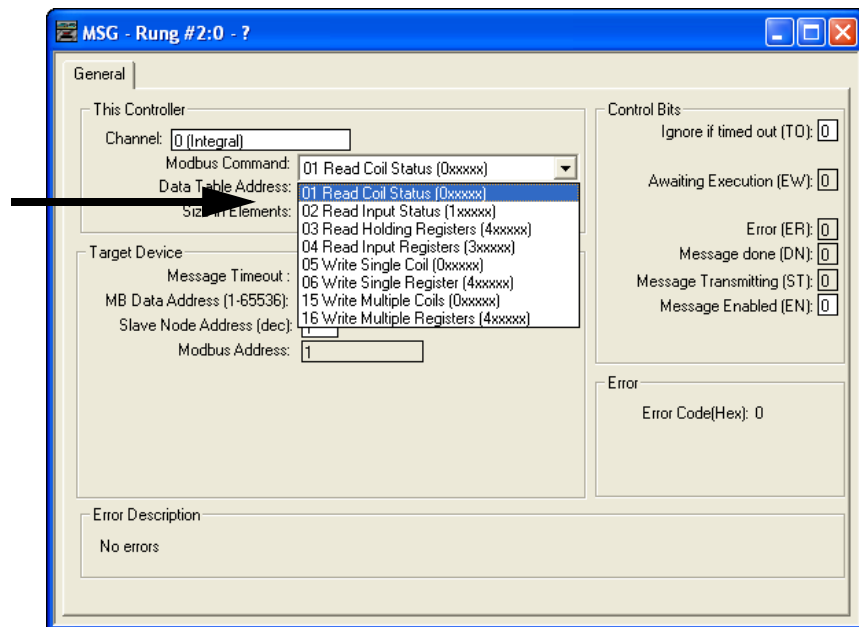 MSG - Rung #2:0 - ?
General
This Controller
Channel: 0 (Integral)
Modbus Command: 01 Read Coil Status (0xxxxx)
Data Table Address:
Size in Elements:
01 Read Coil Status (0xxxxx)
02 Read Input Status (1xxxxx)
03 Read Holding Registers (4xxxxx)
04 Read Input Registers (3xxxxx)
05 Write Single Coil (0xxxxx)
06 Write Single Register (4xxxxx)
15 Write Multiple Coils (0xxxxx)
16 Write Multiple Registers (4xxxxx)
Target Device
Message Timeout :
MB Data Address (1-65536):
Slave Node Address (dec): 1
Modbus Address: 1
Control Bits
Ignore if timed out (TO): 0
Awaiting Execution (EW): 0
Error (ER): 0
Message done (DN): 0
Message Transmitting (ST): 0
Message Enabled (EN): 0
Error
Error Code(Hex): 0
Error Description
No errors